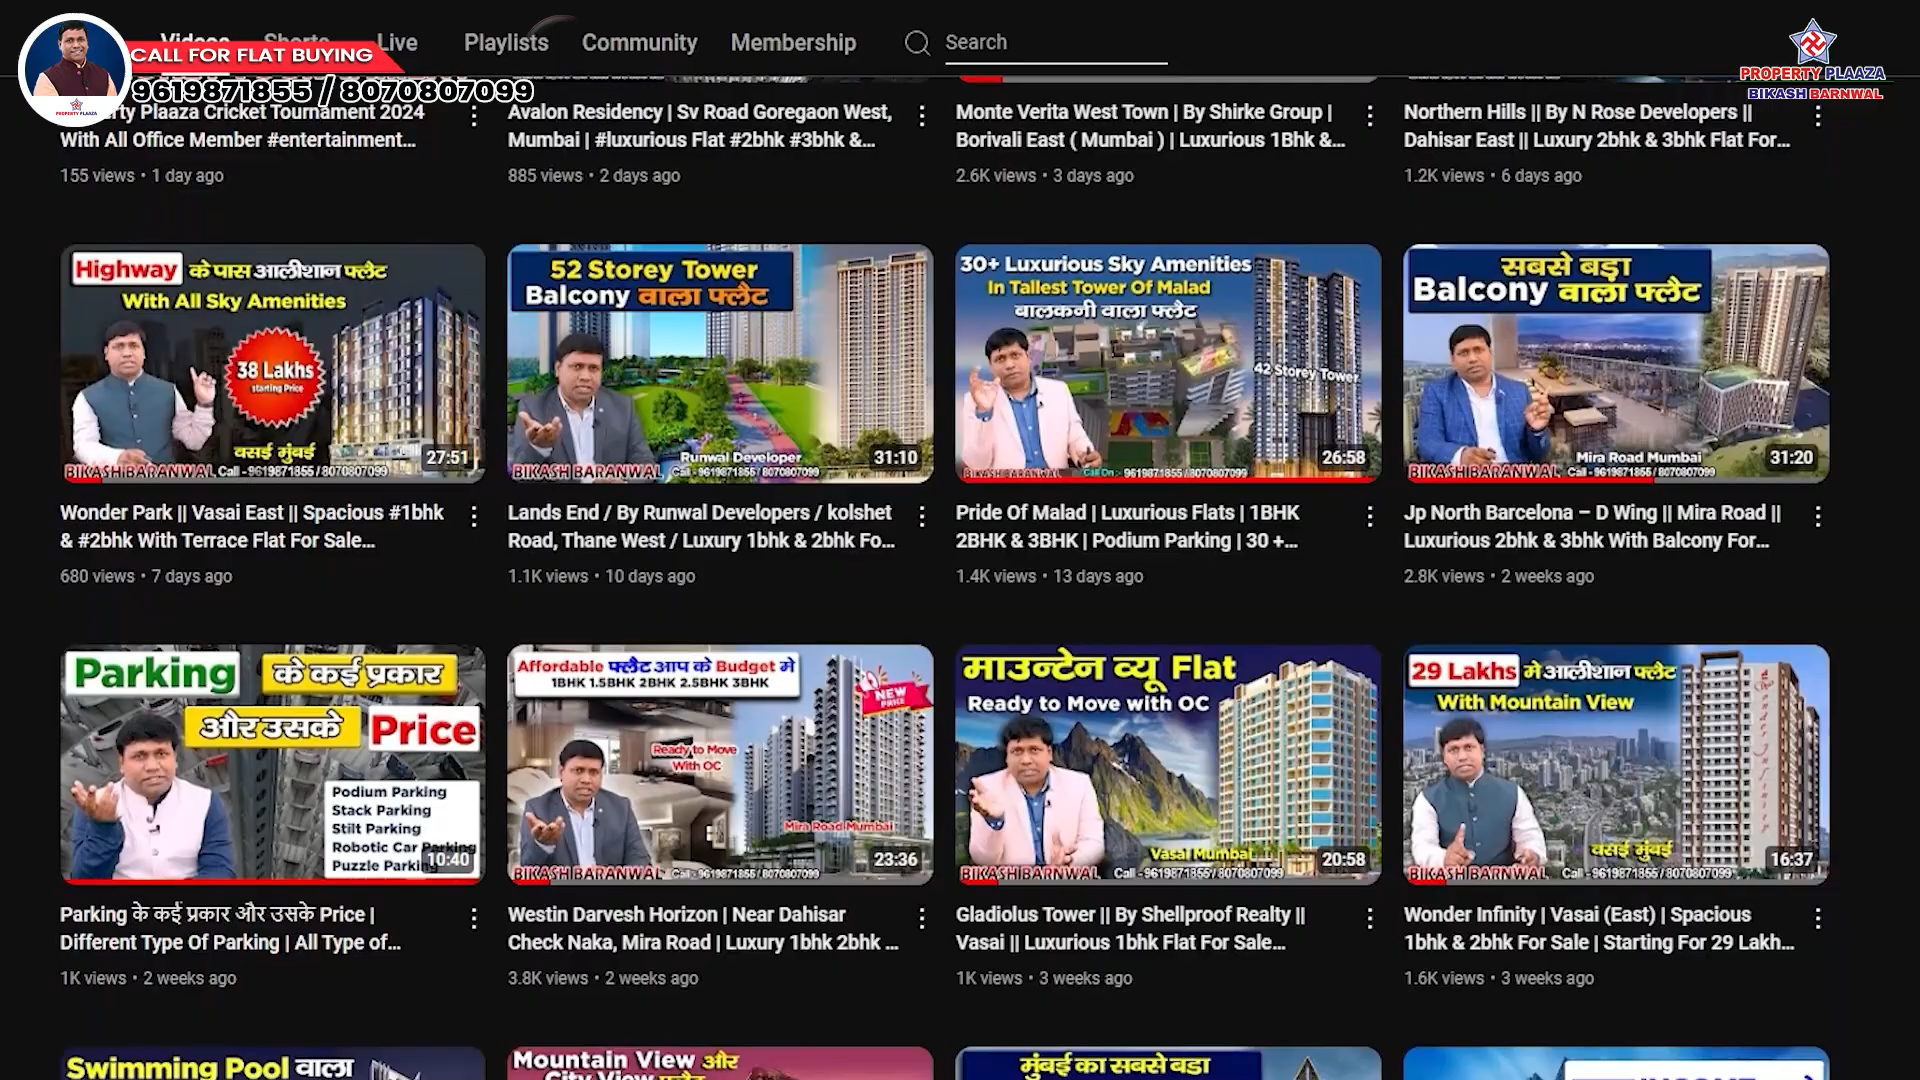 Videos Shorts Live Playlists Community Membership Search
CALL FOR FLAT BUYING
9619871855 / 8070807099
PROPERTY PLAAZA
PROPERTY PLAAZA
BIKASH BARNWAL
rty Plaaza Cricket Tournament 2024
With All Office Member #entertainment...
155 views • 1 day ago
Avalon Residency | Sv Road Goregaon West,
Mumbai | #luxurious Flat #2bhk #3bhk &...
885 views • 2 days ago
Monte Verita West Town | By Shirke Group |
Borivali East ( Mumbai ) | Luxurious 1Bhk &...
2.6K views • 3 days ago
Northern Hills || By N Rose Developers ||
Dahisar East || Luxury 2bhk & 3bhk Flat For...
1.2K views • 6 days ago
Highway के पास आलीशान फ्लैट
With All Sky Amenities
38 Lakhs
starting Price
वसई मुंबई
27:51
BIKASH BARANWAL Call - 9619871855 / 8070807099
52 Storey Tower
Balcony वाला फ्लैट
Runwal Developer
31:10
BIKASH BARANWAL Call - 9619871855 / 8070807099
30+ Luxurious Sky Amenities
In Tallest Tower Of Malad
बालकनी वाला फ्लैट
42 Storey Tower
26:58
BIKASH BARANWAL Call On :- 9619871855 / 8070807099
सबसे बड़ा
Balcony वाला फ्लैट
Mira Road Mumbai
31:20
BIKASH BARANWAL Call - 9619871855 / 8070807099
Wonder Park || Vasai East || Spacious #1bhk
& #2bhk With Terrace Flat For Sale...
680 views • 7 days ago
Lands End / By Runwal Developers / kolshet
Road, Thane West / Luxury 1bhk & 2bhk Fo...
1.1K views • 10 days ago
Pride Of Malad | Luxurious Flats | 1BHK
2BHK & 3BHK | Podium Parking | 30 +...
1.4K views • 13 days ago
Jp North Barcelona – D Wing || Mira Road ||
Luxurious 2bhk & 3bhk With Balcony For...
2.8K views • 2 weeks ago
Parking के कई प्रकार
और उसके Price
Podium Parking
Stack Parking
Stilt Parking
Robotic Car Parking
Puzzle Parking
10:40
Affordable फ्लैट आप के Budget मे
1BHK 1.5BHK 2BHK 2.5BHK 3BHK
NEW
PRICE
Ready to Move
With OC
Mira Road Mumbai
23:36
BIKASH BARANWAL Call - 9619871855 / 8070807099
माउन्टेन व्यू Flat
Ready to Move with OC
Vasai Mumbai
20:58
BIKASH BARANWAL Call - 9619871855 / 8070807099
29 Lakhs मे आलीशान फ्लैट
With Mountain View
वसई मुंबई
16:37
BIKASH BARANWAL Call - 9619871855 / 8070807099
Parking के कई प्रकार और उसके Price |
Different Type Of Parking | All Type of...
1K views • 2 weeks ago
Westin Darvesh Horizon | Near Dahisar
Check Naka, Mira Road | Luxury 1bhk 2bhk ...
3.8K views • 2 weeks ago
Gladiolus Tower || By Shellproof Realty ||
Vasai || Luxurious 1bhk Flat For Sale...
1K views • 3 weeks ago
Wonder Infinity | Vasai (East) | Spacious
1bhk & 2bhk For Sale | Starting For 29 Lakh...
1.6K views • 3 weeks ago
Swimming Pool वाला
Mountain View और
City View फ्लैट
मुंबई का सबसे बडा